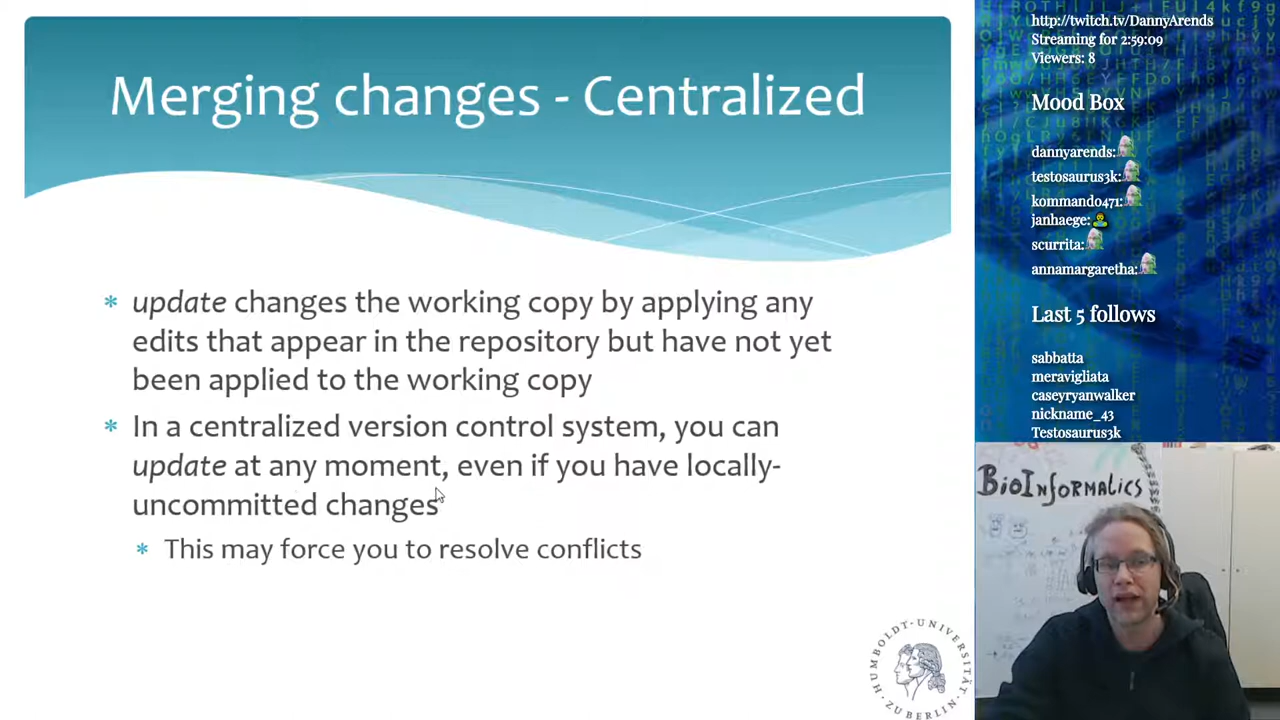 Merging changes - Centralized
* update changes the working copy by applying any
edits that appear in the repository but have not yet
been applied to the working copy
* In a centralized version control system, you can
update at any moment, even if you have locally-
uncommitted changes
* This may force you to resolve conflicts
HUMBOLDT-UNIVERSITÄT
ZU BERLIN
http://twitch.tv/DannyArends
Streaming for 2:59:09
Viewers: 8
Mood Box
dannyarends:
testosaurus3k:
kommando471:
janhaege:
scurrita:
annamargaretha:
Last 5 follows
sabbatta
meravigliata
caseyryanwalker
nickname_43
Testosaurus3k
BioInformatics